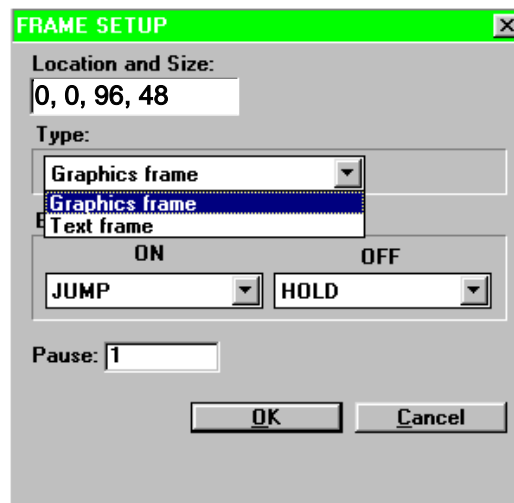 FRAME SETUP
Location and Size:
0, 0, 96, 48
Type:
Graphics frame
Graphics frame
Text frame
ON OFF
JUMP HOLD
Pause: 1
OK Cancel